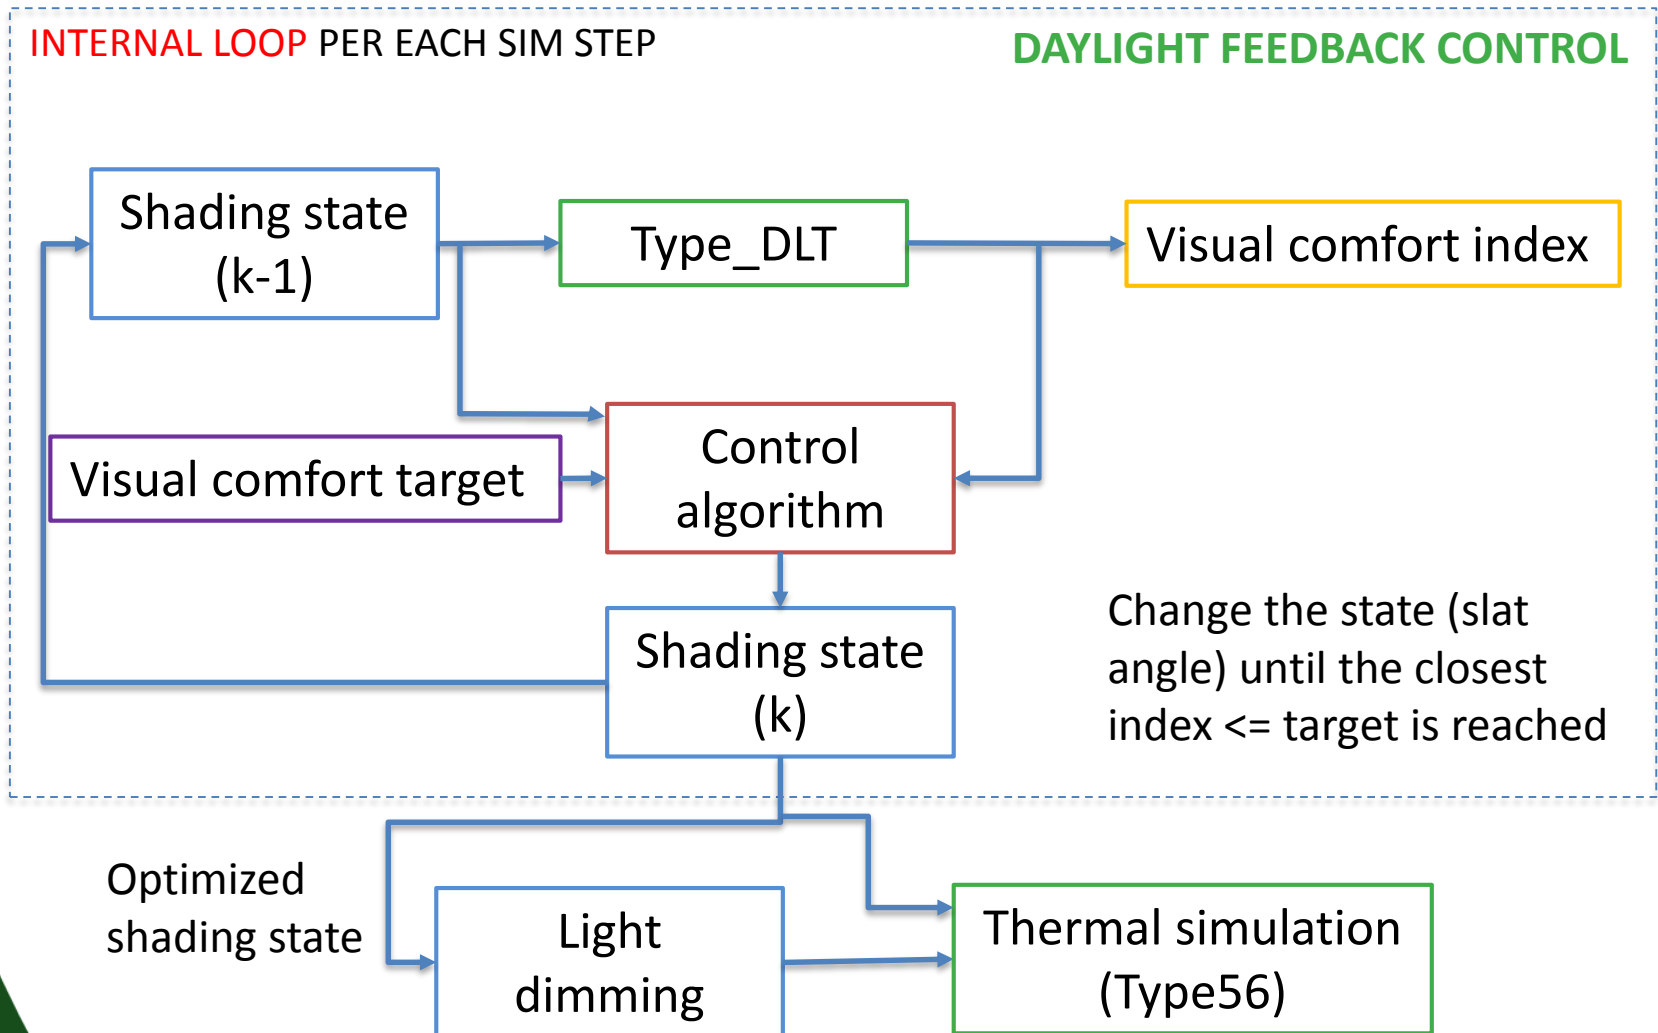 INTERNAL LOOP PER EACH SIM STEP
DAYLIGHT FEEDBACK CONTROL
Shading state
(k-1)
Type_DLT
Visual comfort index
Visual comfort target
Control
algorithm
Shading state
(k)
Change the state (slat
angle) until the closest
index <= target is reached
Optimized
shading state
Light
dimming
Thermal simulation
(Type56)